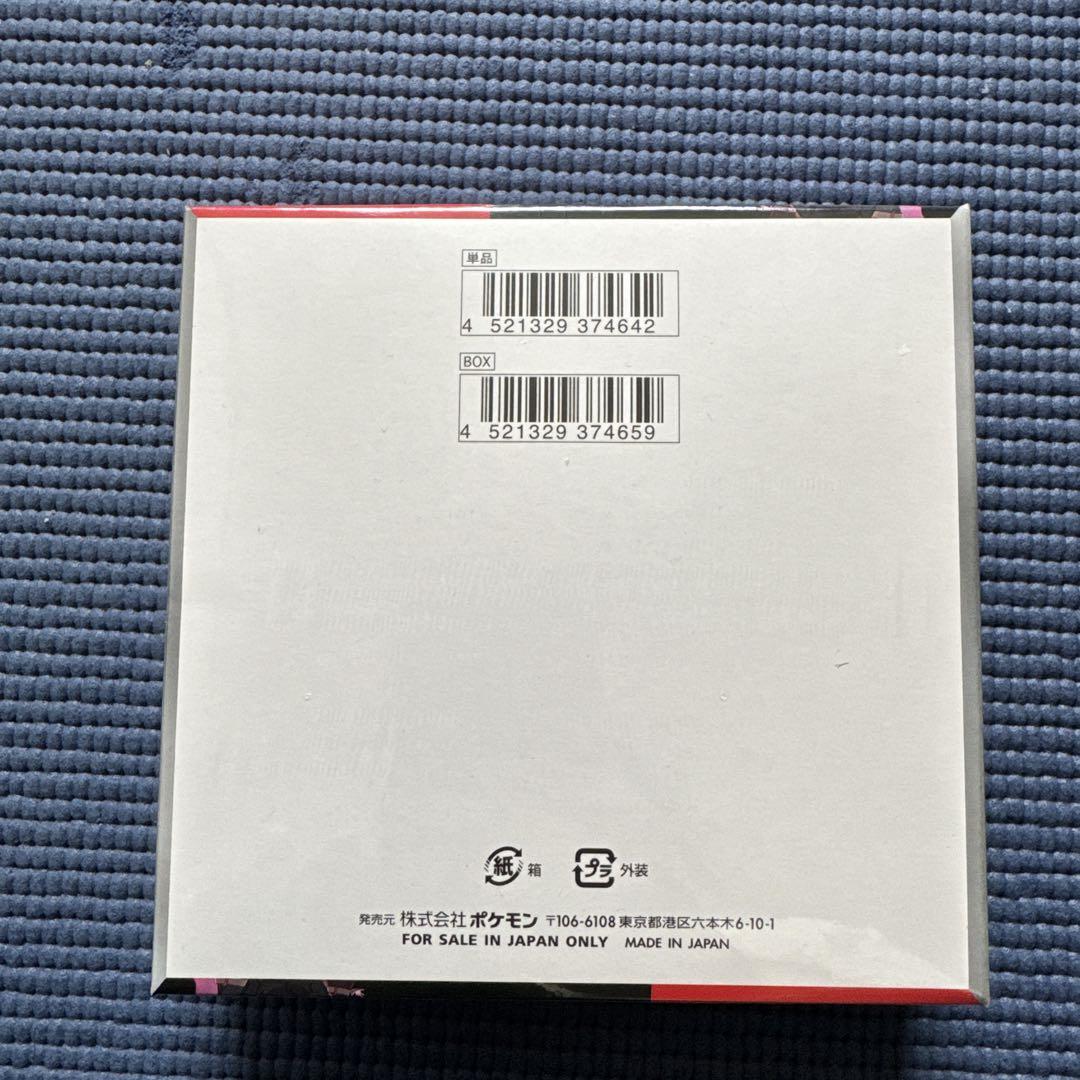 単品
4 521329 374642
BOX
4 521329 374659
紙 箱 プラ 外装
発売元 株式会社 ポケモン 〒106-6108 東京都港区六本木6-10-1
FOR SALE IN JAPAN ONLY MADE IN JAPAN